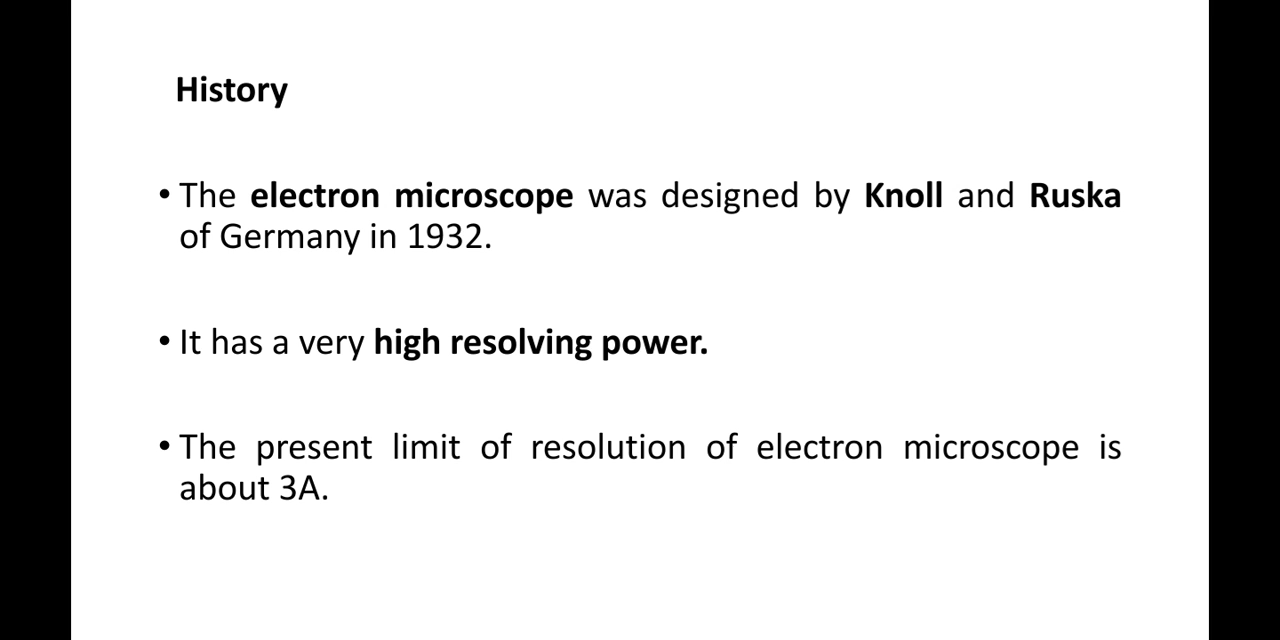 History
• The electron microscope was designed by Knoll and Ruska
of Germany in 1932.
• It has a very high resolving power.
• The present limit of resolution of electron microscope is
about 3A.